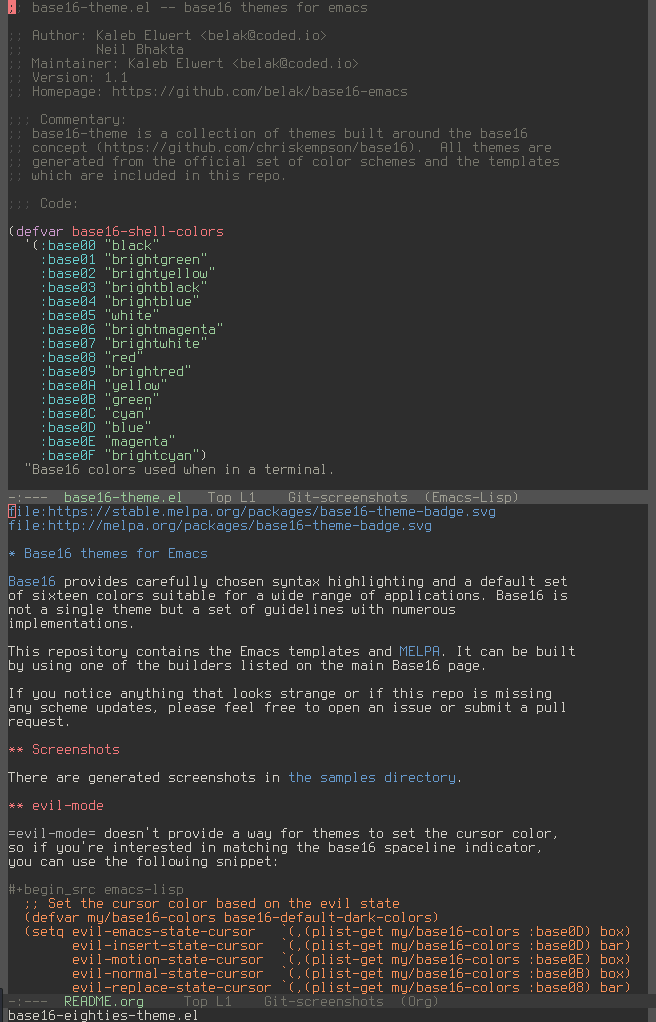 ;; base16-theme.el -- base16 themes for emacs
;; Author: Kaleb Elwert <belak@coded.io>
;;         Neil Bhakta
;; Maintainer: Kaleb Elwert <belak@coded.io>
;; Version: 1.1
;; Homepage: https://github.com/belak/base16-emacs
;;; Commentary:
;; base16-theme is a collection of themes built around the base16
;; concept (https://github.com/chriskempson/base16).  All themes are
;; generated from the official set of color schemes and the templates
;; which are included in this repo.
;;; Code:
(defvar base16-shell-colors
  '(:base00 "black"
    :base01 "brightgreen"
    :base02 "brightyellow"
    :base03 "brightblack"
    :base04 "brightblue"
    :base05 "white"
    :base06 "brightmagenta"
    :base07 "brightwhite"
    :base08 "red"
    :base09 "brightred"
    :base0A "yellow"
    :base0B "green"
    :base0C "cyan"
    :base0D "blue"
    :base0E "magenta"
    :base0F "brightcyan")
  "Base16 colors used when in a terminal.
-:---  base16-theme.el   Top L1    Git-screenshots  (Emacs-Lisp)
file:https://stable.melpa.org/packages/base16-theme-badge.svg
file:http://melpa.org/packages/base16-theme-badge.svg
* Base16 themes for Emacs
Base16 provides carefully chosen syntax highlighting and a default set
of sixteen colors suitable for a wide range of applications. Base16 is
not a single theme but a set of guidelines with numerous
implementations.
This repository contains the Emacs templates and MELPA. It can be built
by using one of the builders listed on the main Base16 page.
If you notice anything that looks strange or if this repo is missing
any scheme updates, please feel free to open an issue or submit a pull
request.
** Screenshots
There are generated screenshots in the samples directory.
** evil-mode
=evil-mode= doesn't provide a way for themes to set the cursor color,
so if you're interested in matching the base16 spaceline indicator,
you can use the following snippet:
#+begin_src emacs-lisp
  ;; Set the cursor color based on the evil state
  (defvar my/base16-colors base16-default-dark-colors)
  (setq evil-emacs-state-cursor   `(,(plist-get my/base16-colors :base0D) box)
        evil-insert-state-cursor  `(,(plist-get my/base16-colors :base0D) bar)
        evil-motion-state-cursor  `(,(plist-get my/base16-colors :base0E) box)
        evil-normal-state-cursor  `(,(plist-get my/base16-colors :base0B) box)
        evil-replace-state-cursor `(,(plist-get my/base16-colors :base08) bar)
-:---  README.org     Top L1    Git-screenshots  (Org)
base16-eighties-theme.el